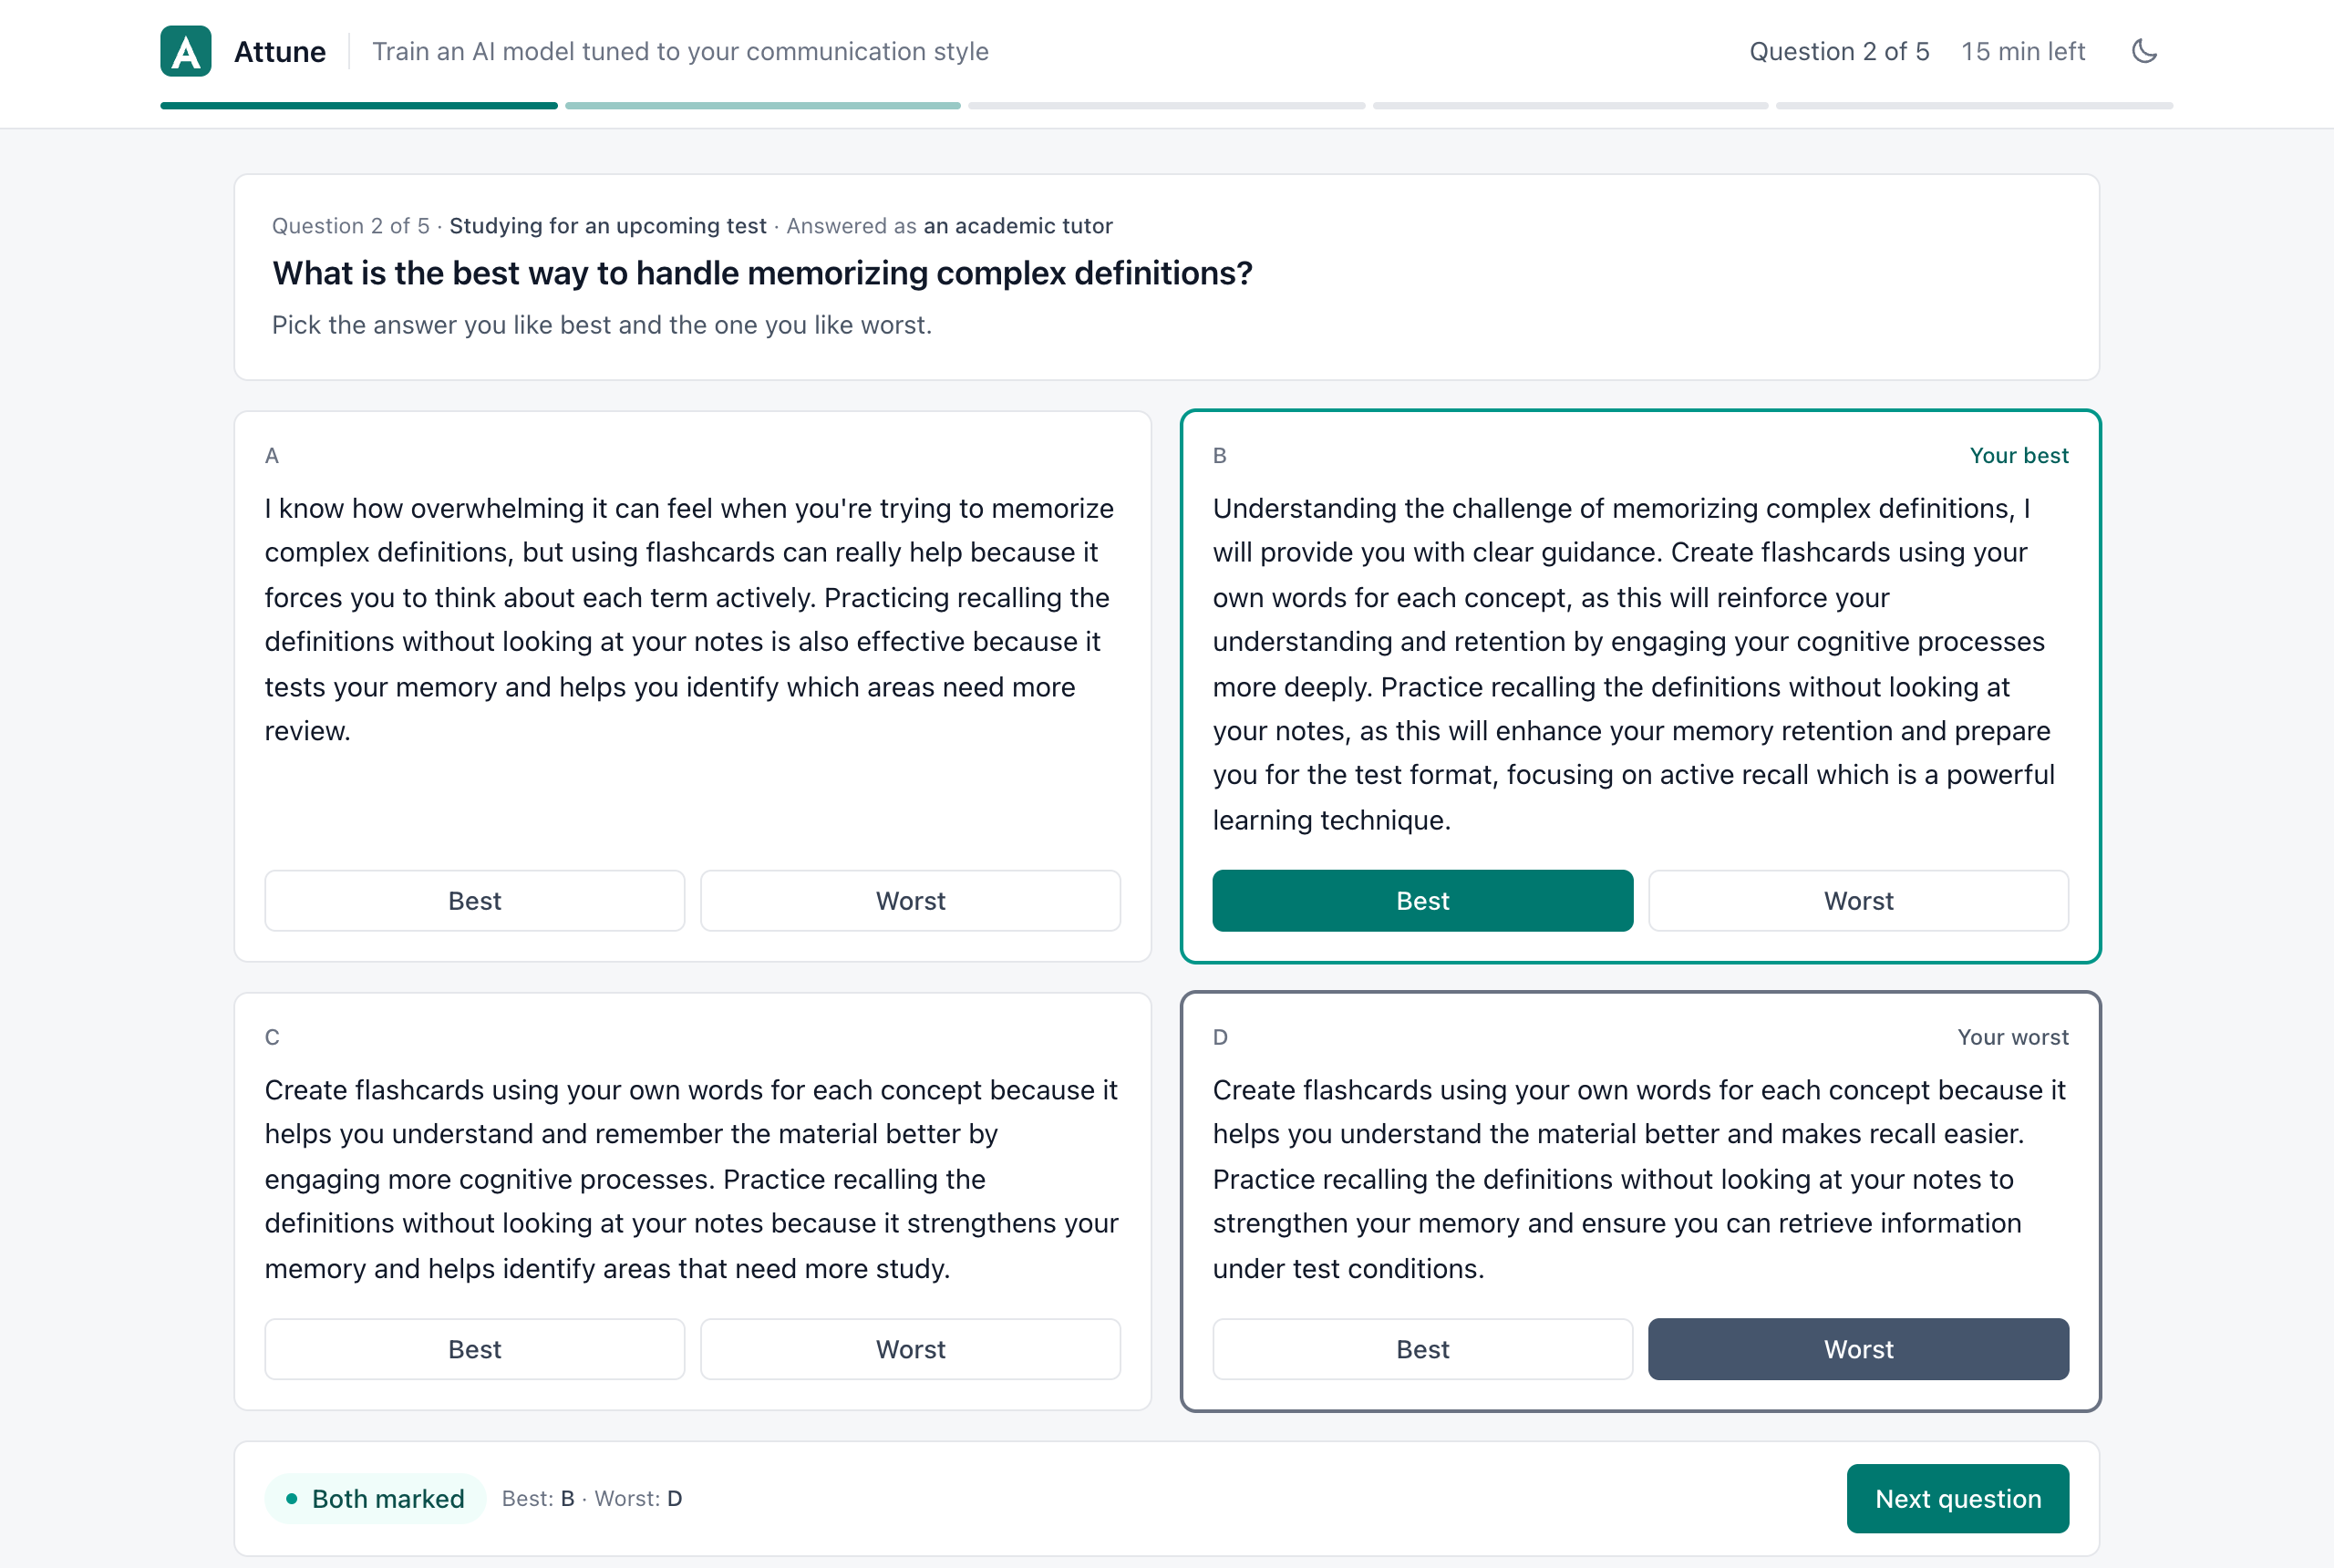 A Attune Train an AI model tuned to your communication style Question 2 of 5 15 min left
Question 2 of 5 · Studying for an upcoming test · Answered as an academic tutor
What is the best way to handle memorizing complex definitions?
Pick the answer you like best and the one you like worst.
A
I know how overwhelming it can feel when you're trying to memorize
complex definitions, but using flashcards can really help because it
forces you to think about each term actively. Practicing recalling the
definitions without looking at your notes is also effective because it
tests your memory and helps you identify which areas need more
review.
Best Worst
B Your best
Understanding the challenge of memorizing complex definitions, I
will provide you with clear guidance. Create flashcards using your
own words for each concept, as this will reinforce your
understanding and retention by engaging your cognitive processes
more deeply. Practice recalling the definitions without looking at
your notes, as this will enhance your memory retention and prepare
you for the test format, focusing on active recall which is a powerful
learning technique.
Best Worst
C
Create flashcards using your own words for each concept because it
helps you understand and remember the material better by
engaging more cognitive processes. Practice recalling the
definitions without looking at your notes because it strengthens your
memory and helps identify areas that need more study.
Best Worst
D Your worst
Create flashcards using your own words for each concept because it
helps you understand the material better and makes recall easier.
Practice recalling the definitions without looking at your notes to
strengthen your memory and ensure you can retrieve information
under test conditions.
Best Worst
Both marked Best: B · Worst: D Next question